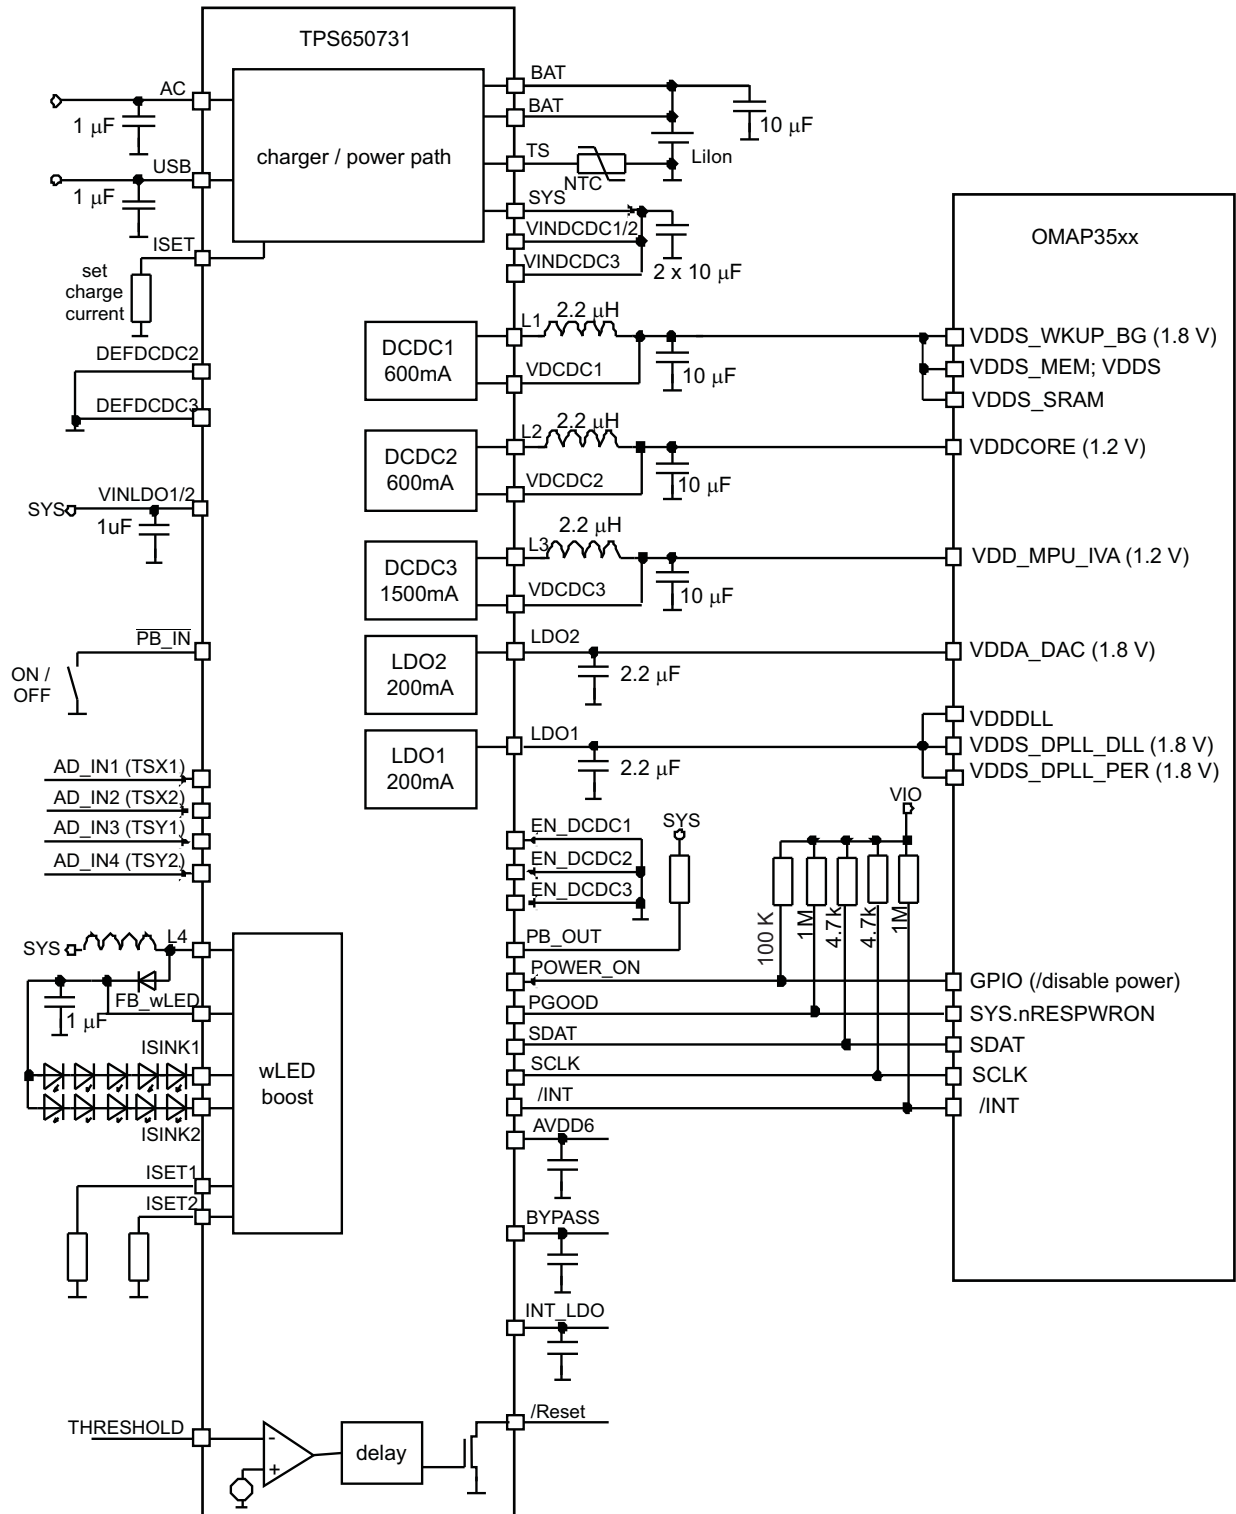 TPS650731
AC
1 μF
charger / power path
BAT
BAT
10 μF
LiIon
TS
NTC
USB
1 μF
SYS
VINDCDC1/2
VINDCDC3
2 x 10 μF
ISET
set
charge
current
OMAP35xx
DCDC1
600mA
L1
2.2 μH
VDCDC1
10 μF
VDDS_WKUP_BG (1.8 V)
VDDS_MEM; VDDS
VDDS_SRAM
DEFDCDC2
DEFDCDC3
DCDC2
600mA
L2
2.2 μH
VDCDC2
10 μF
VDDCORE (1.2 V)
SYS
VINLDO1/2
1uF
DCDC3
1500mA
L3
2.2 μH
VDCDC3
10 μF
VDD_MPU_IVA (1.2 V)
PB_IN
ON /
OFF
LDO2
200mA
LDO2
2.2 μF
VDDA_DAC (1.8 V)
LDO1
200mA
LDO1
2.2 μF
VDDDLL
VDDS_DPLL_DLL (1.8 V)
VDDS_DPLL_PER (1.8 V)
AD_IN1 (TSX1)
AD_IN2 (TSX2)
AD_IN3 (TSY1)
AD_IN4 (TSY2)
EN_DCDC1
EN_DCDC2
EN_DCDC3
SYS
VIO
100 K
1M
4.7k
4.7k
1M
PB_OUT
POWER_ON
PGOOD
SDAT
SCLK
/INT
GPIO (/disable power)
SYS.nRESPWRON
SDAT
SCLK
/INT
SYS
L4
FB_wLED
1 μF
ISINK1
ISINK2
wLED
boost
ISET1
ISET2
AVDD6
BYPASS
INT_LDO
THRESHOLD
-
+
delay
/Reset